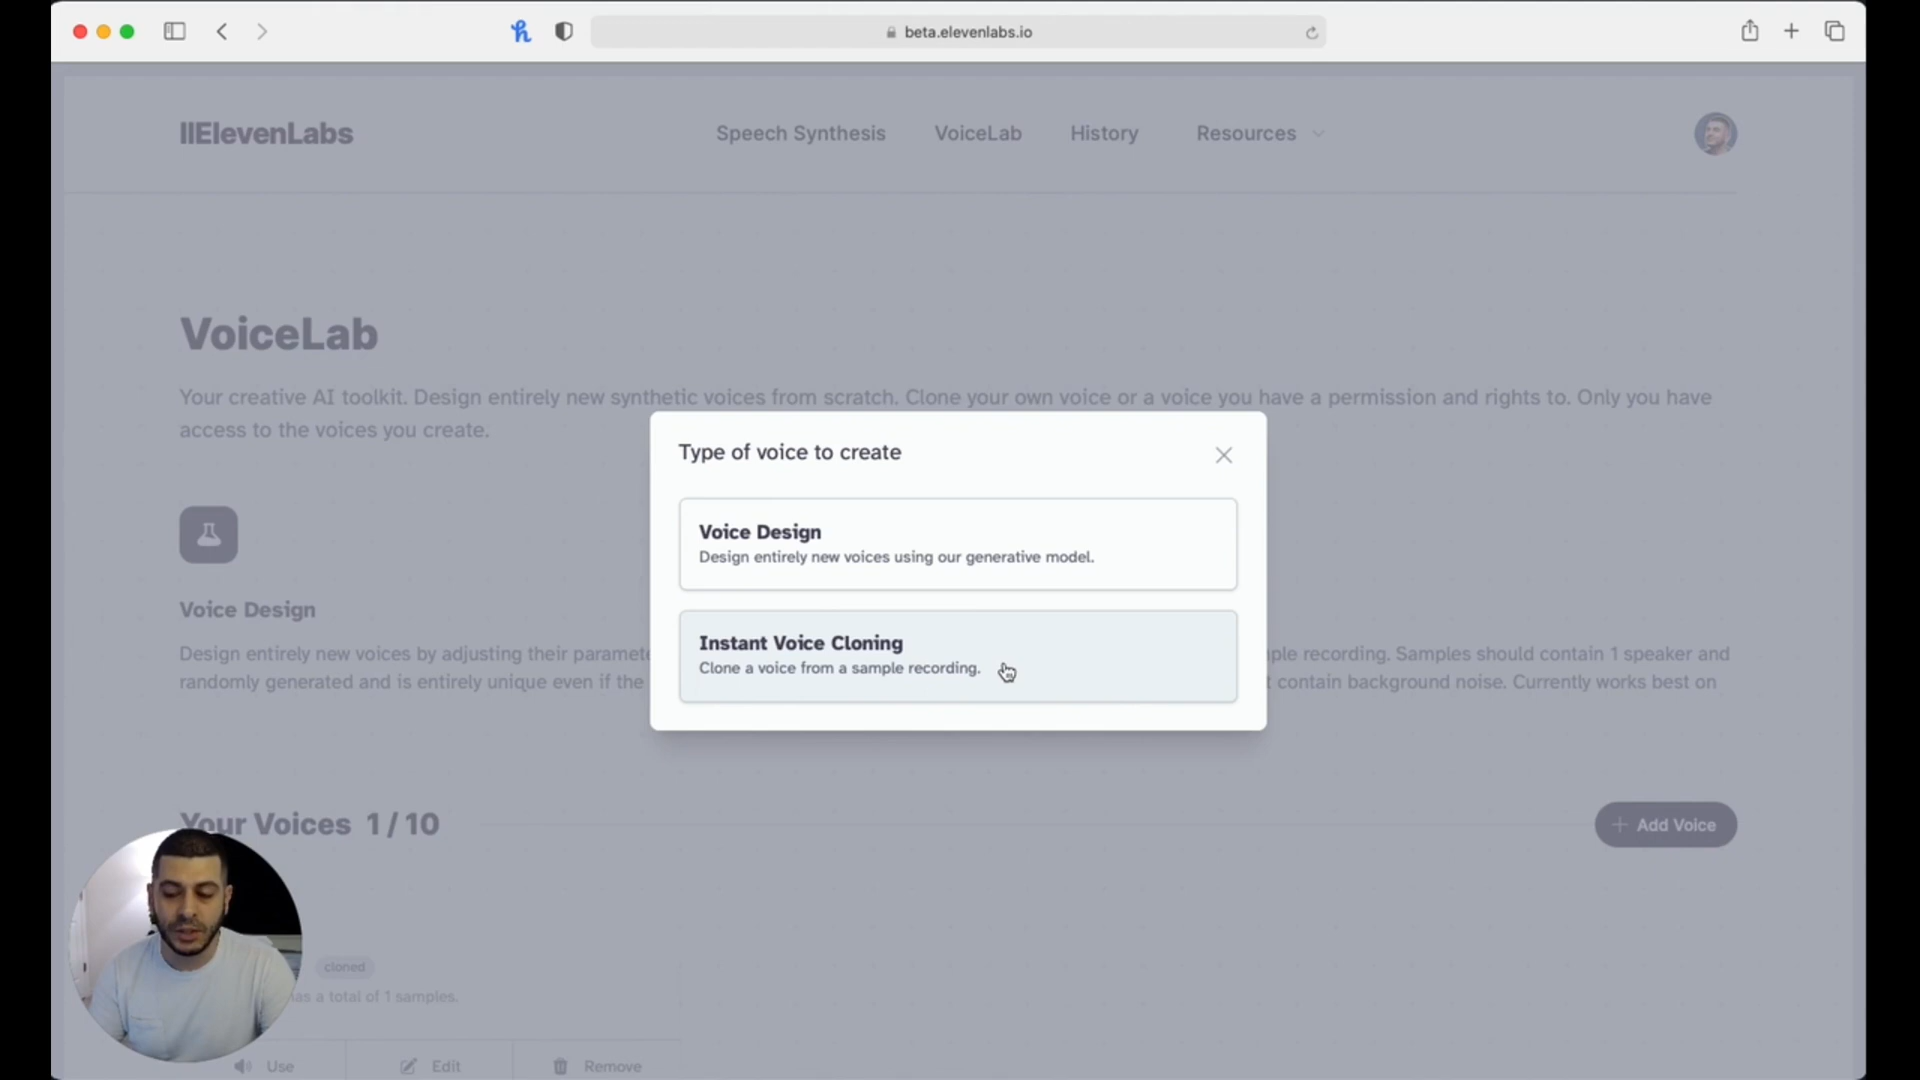 beta.elevenlabs.io
IIElevenLabs
Speech Synthesis
VoiceLab
History
Resources
VoiceLab
Your creative AI toolkit. Design entirely new synthetic voices from scratch. Clone your own voice or a voice you have a permission and rights to. Only you have
access to the voices you create.
Type of voice to create
Voice Design
Design entirely new voices using our generative model.
Instant Voice Cloning
Clone a voice from a sample recording.
Voice Design
Design entirely new voices by adjusting their
recording. Samples should contain 1 speaker and
randomly generated and is entirely unique even if the
contain background noise. Currently works best on
Your Voices 1 / 10
+ Add Voice
cloned
has a total of 1 samples.
Use
Edit
Remove